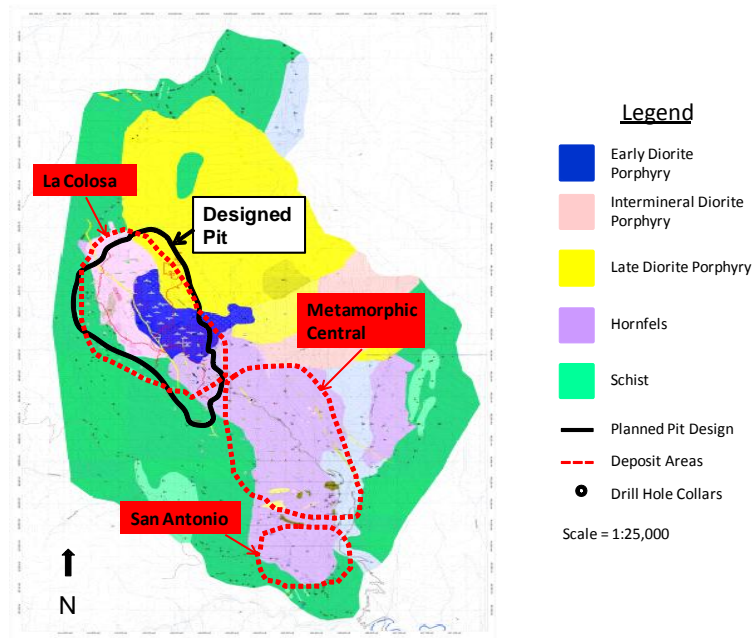 La Colosa
Designed
Pit
Metamorphic
Central
San Antonio
N
Legend
Early Diorite
Porphyry
Intermineral Diorite
Porphyry
Late Diorite Porphyry
Hornfels
Schist
Planned Pit Design
Deposit Areas
Drill Hole Collars
Scale = 1:25,000